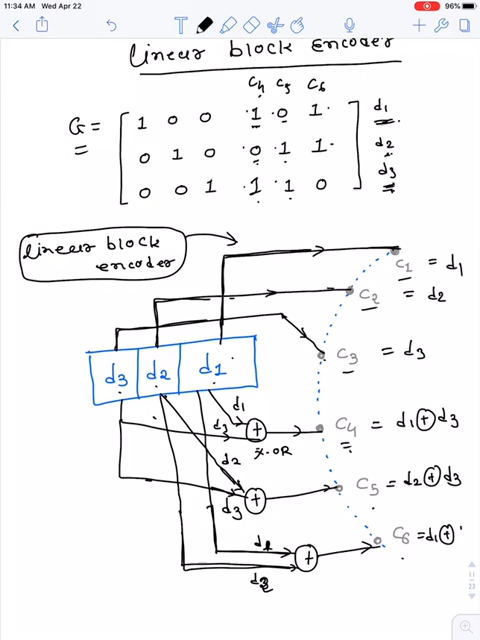 11:34 AM Wed Apr 22
96%
linear block encoder
C4 C5 C6
G = [ 1 0 0 1 0 1 ] d1
0 1 0 0 1 1 d2
0 0 1 1 1 0 d3
linear block
encoder
C1 = d1
C2 = d2
C3 = d3
d3 d2 d1
d1
d3 + C4 = d1⊕d3
X-OR
d2
d3 + C5 = d2⊕d3
d1 + C6 = d1⊕